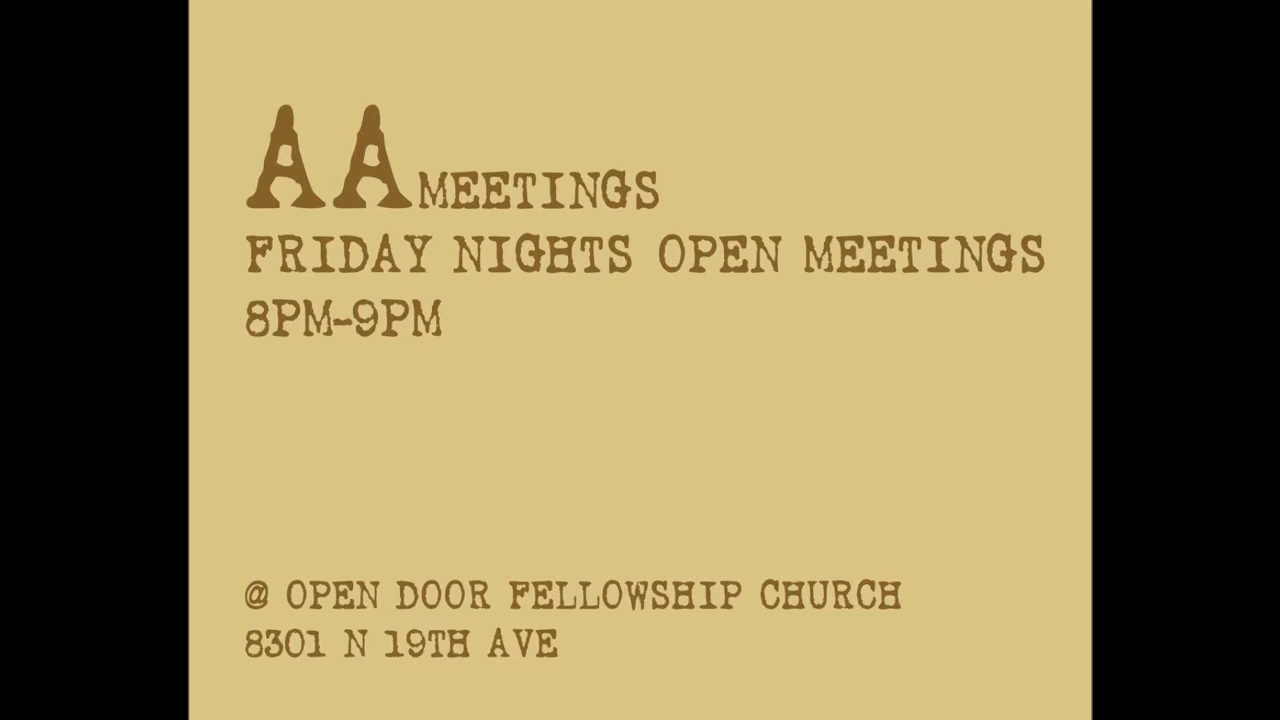 AA MEETINGS
FRIDAY NIGHTS OPEN MEETINGS
8PM-9PM
@ OPEN DOOR FELLOWSHIP CHURCH
8301 N 19TH AVE